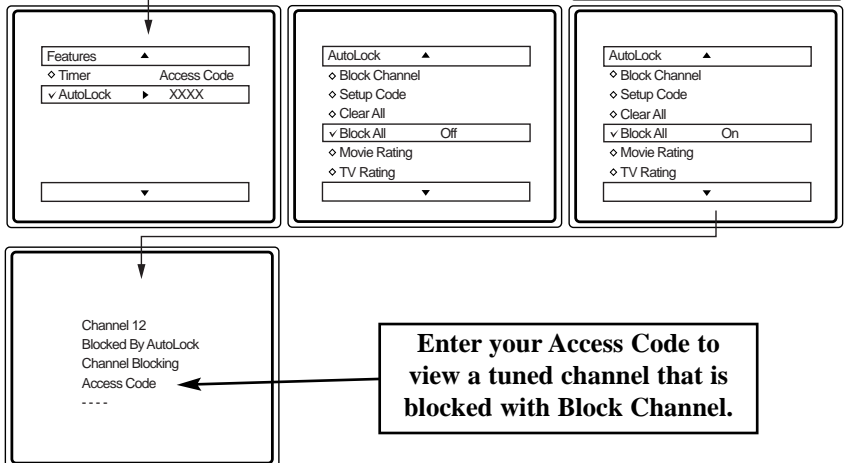 Features
Timer Access Code
AutoLock XXXX
AutoLock
Block Channel
Setup Code
Clear All
Block All Off
Movie Rating
TV Rating
AutoLock
Block Channel
Setup Code
Clear All
Block All On
Movie Rating
TV Rating
Channel 12
Blocked By AutoLock
Channel Blocking
Access Code
- - - -
Enter your Access Code to
view a tuned channel that is
blocked with Block Channel.